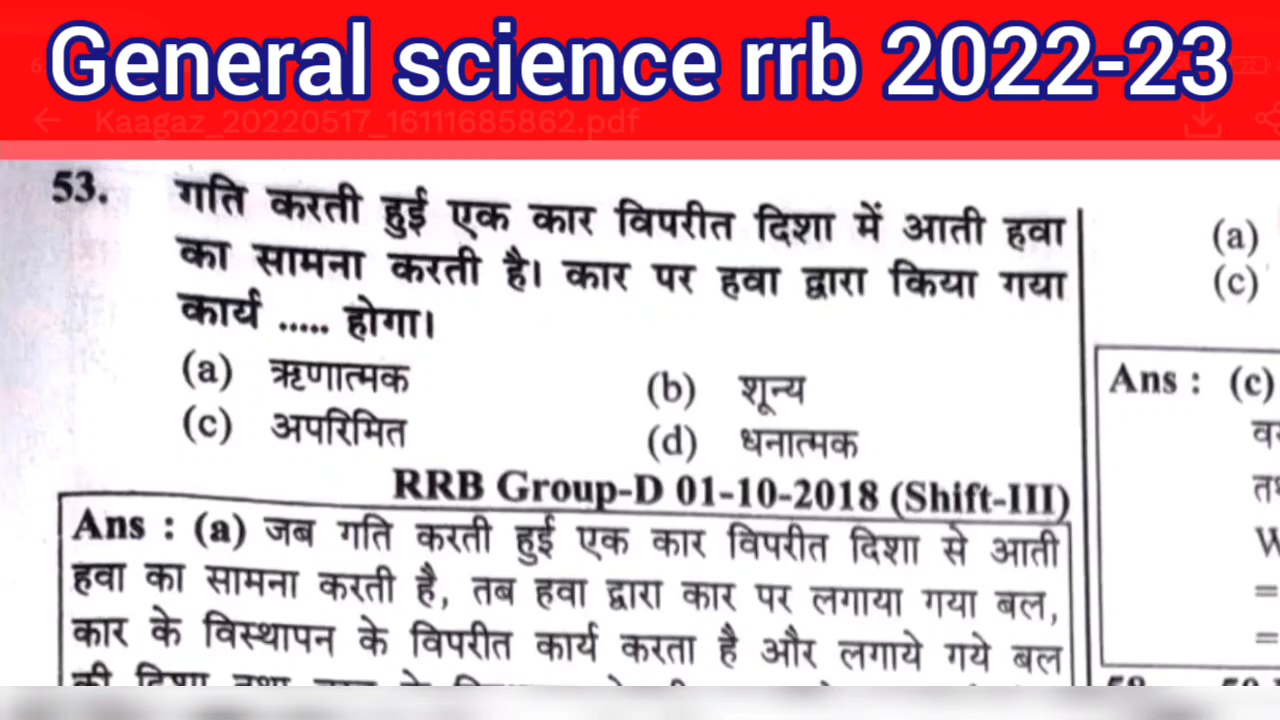 General science rrb 2022-23
Kaagaz_20220517_16111685862.pdf
53. गति करती हुई एक कार विपरीत दिशा में आती हवा
का सामना करती है। कार पर हवा द्वारा किया गया
कार्य ..... होगा।
(a) ऋणात्मक (b) शून्य
(c) अपरिमित (d) धनात्मक
RRB Group-D 01-10-2018 (Shift-III)
Ans : (a) जब गति करती हुई एक कार विपरीत दिशा से आती
हवा का सामना करती है, तब हवा द्वारा कार पर लगाया गया बल,
कार के विस्थापन के विपरीत कार्य करता है और लगाये गये बल
(a)
(c)
Ans : (c)